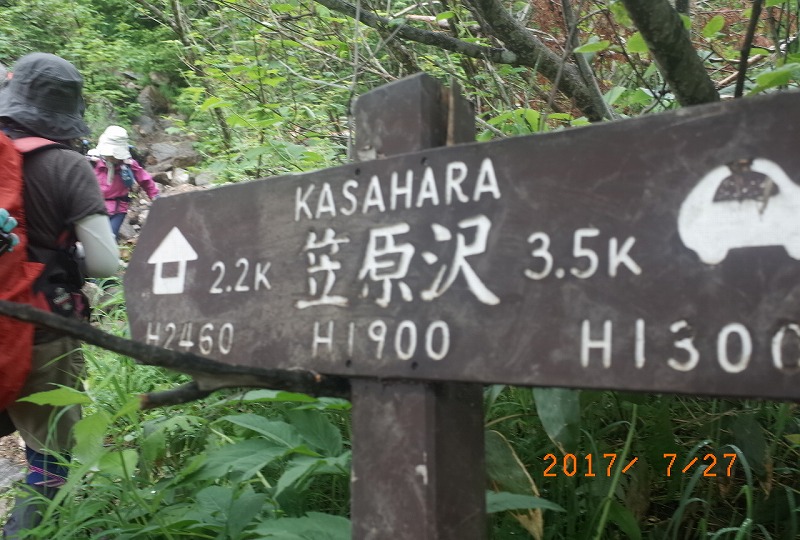 KASAHARA
2.2K 笠原沢 3.5K
H2460 H1900 H1300
2017/ 7/27